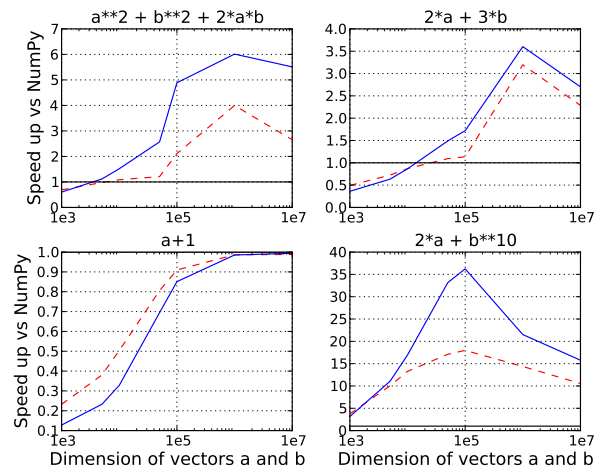 a**2 + b**2 + 2*a*b
Speed up vs NumPy
7
6
5
4
3
2
1
0
1e3
1e5
1e7
2*a + 3*b
4.0
3.5
3.0
2.5
2.0
1.5
1.0
0.5
0.0
1e3
1e5
1e7
a+1
Speed up vs NumPy
1.0
0.9
0.8
0.7
0.6
0.5
0.4
0.3
0.2
0.1
1e3
1e5
1e7
Dimension of vectors a and b
2*a + b**10
40
35
30
25
20
15
10
5
0
1e3
1e5
1e7
Dimension of vectors a and b